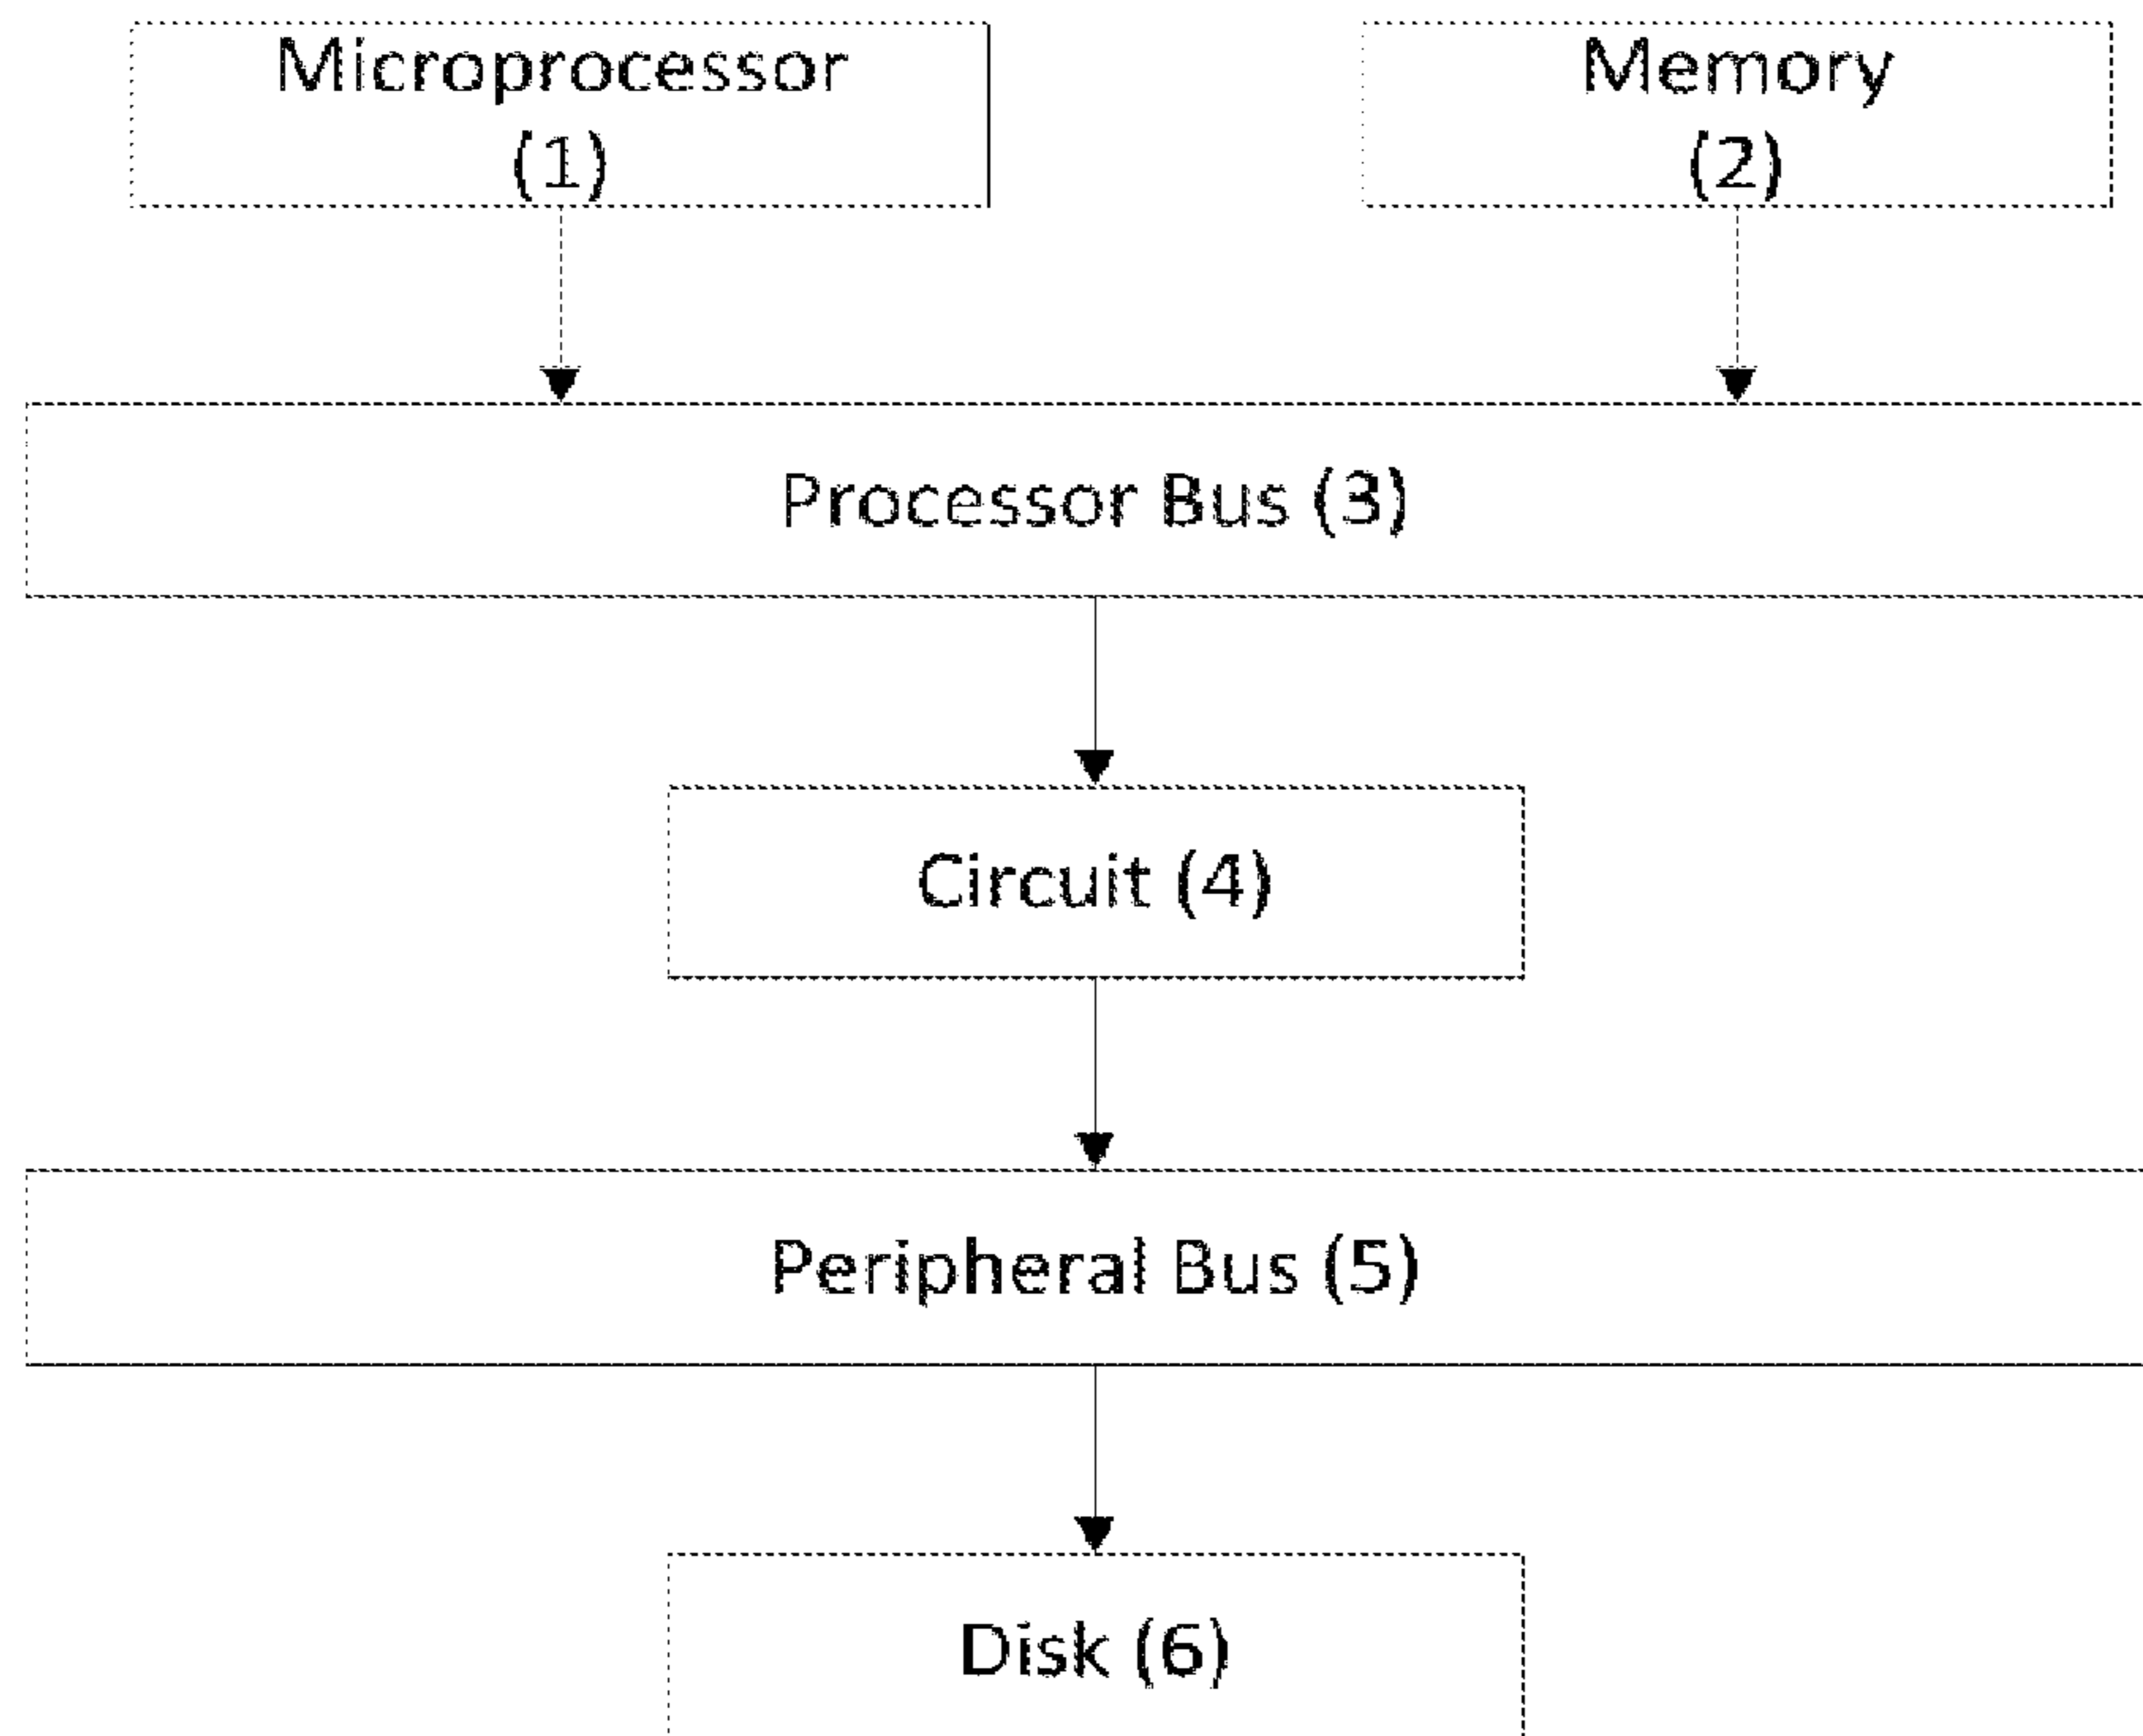 Microprocessor
(1)
Memory
(2)
Processor Bus (3)
Circuit (4)
Peripheral Bus (5)
Disk (6)